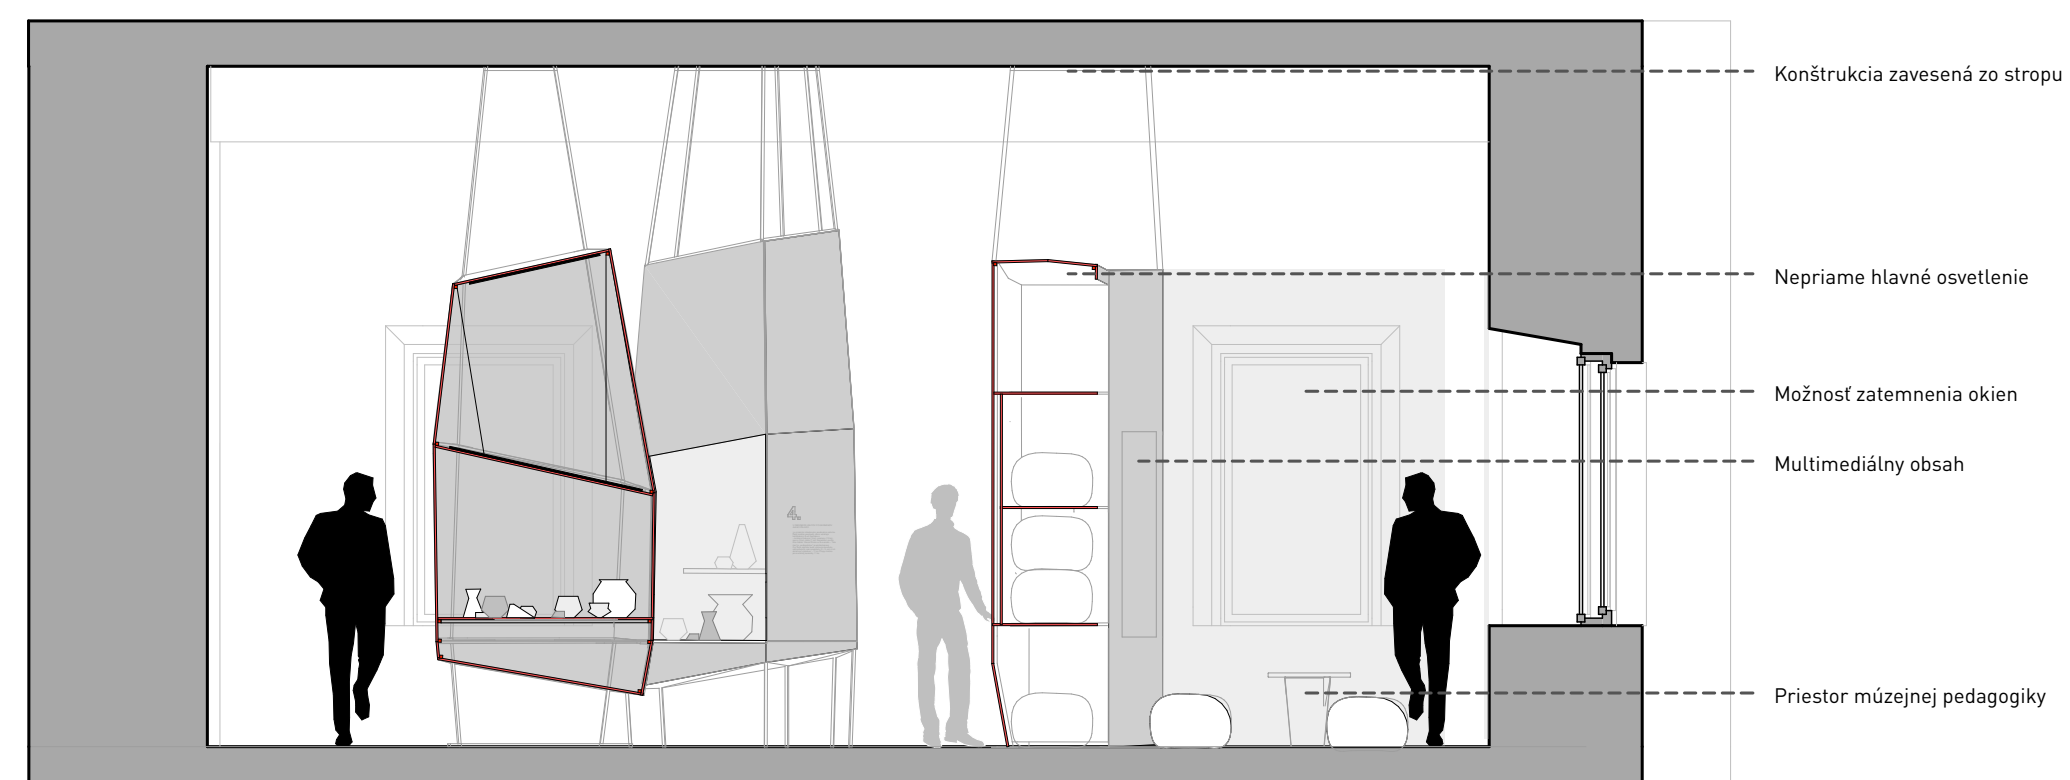 Konštrukcia zavesená zo stropu
Nepriame hlavné osvetlenie
Možnosť zatemnenia okien
Multimediálny obsah
4.
Priestor múzejnej pedagogiky